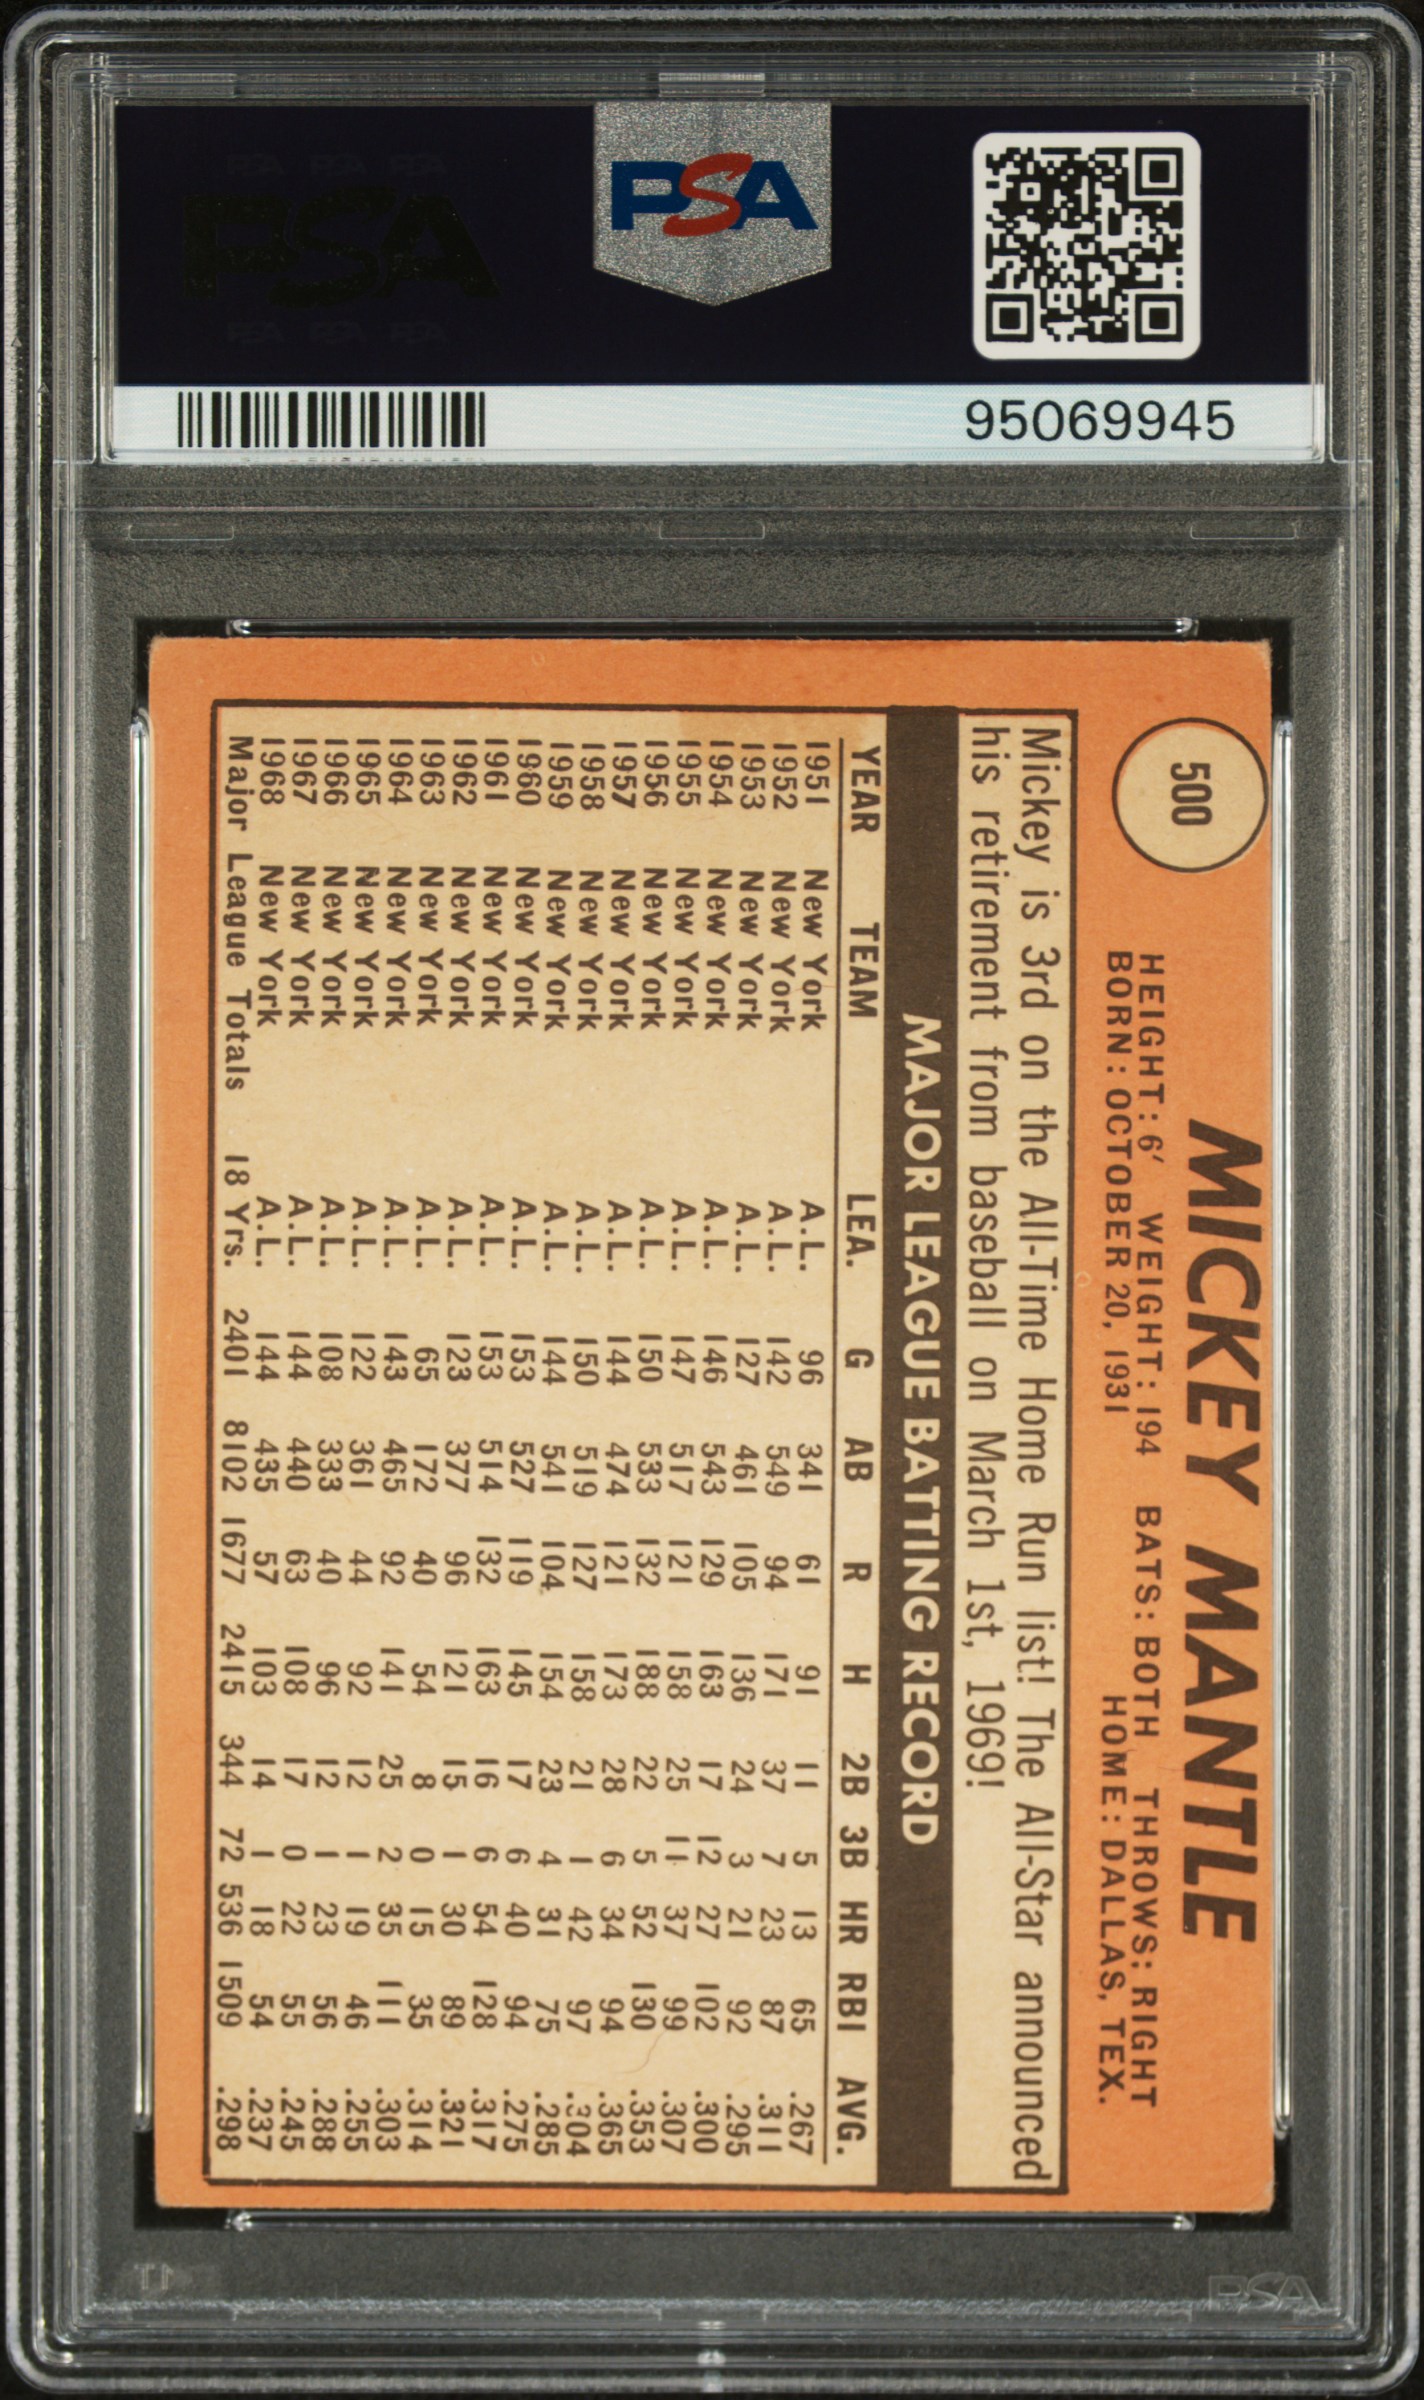 PSA
PSA
95069945
500
MICKEY MANTLE
HEIGHT: 6' WEIGHT: 194 BATS: BOTH THROWS: RIGHT
BORN: OCTOBER 20, 1931 HOME: DALLAS, TEX.
Mickey is 3rd on the All-Time Home Run list! The All-Star announced
his retirement from baseball on March 1st, 1969!
MAJOR LEAGUE BATTING RECORD
YEAR TEAM LEA. G AB R H 2B 3B HR RBI AVG.
1951 New York A.L. 96 341 61 91 11 5 13 65 .267
1952 New York A.L. 142 549 94 171 37 7 23 87 .311
1953 New York A.L. 127 461 105 136 24 3 21 92 .295
1954 New York A.L. 146 543 129 163 17 12 27 102 .300
1955 New York A.L. 147 517 121 158 25 11 37 99 .307
1956 New York A.L. 150 533 132 188 22 5 52 130 .353
1957 New York A.L. 144 474 121 173 28 6 34 94 .365
1958 New York A.L. 150 519 127 158 21 1 42 97 .304
1959 New York A.L. 144 541 104 154 23 4 31 75 .285
1960 New York A.L. 153 527 119 145 17 6 40 94 .275
1961 New York A.L. 153 514 132 163 16 6 54 128 .317
1962 New York A.L. 123 377 96 121 15 1 30 89 .321
1963 New York A.L. 65 172 40 54 8 0 15 35 .314
1964 New York A.L. 143 465 92 141 25 2 35 111 .303
1965 New York A.L. 122 361 44 92 12 1 19 46 .255
1966 New York A.L. 108 333 40 96 12 1 23 56 .288
1967 New York A.L. 144 440 63 108 17 0 22 55 .245
1968 New York A.L. 144 435 57 103 14 1 18 54 .237
Major League Totals 18 Yrs. 2401 8102 1677 2415 344 72 536 1509 .298
PSA